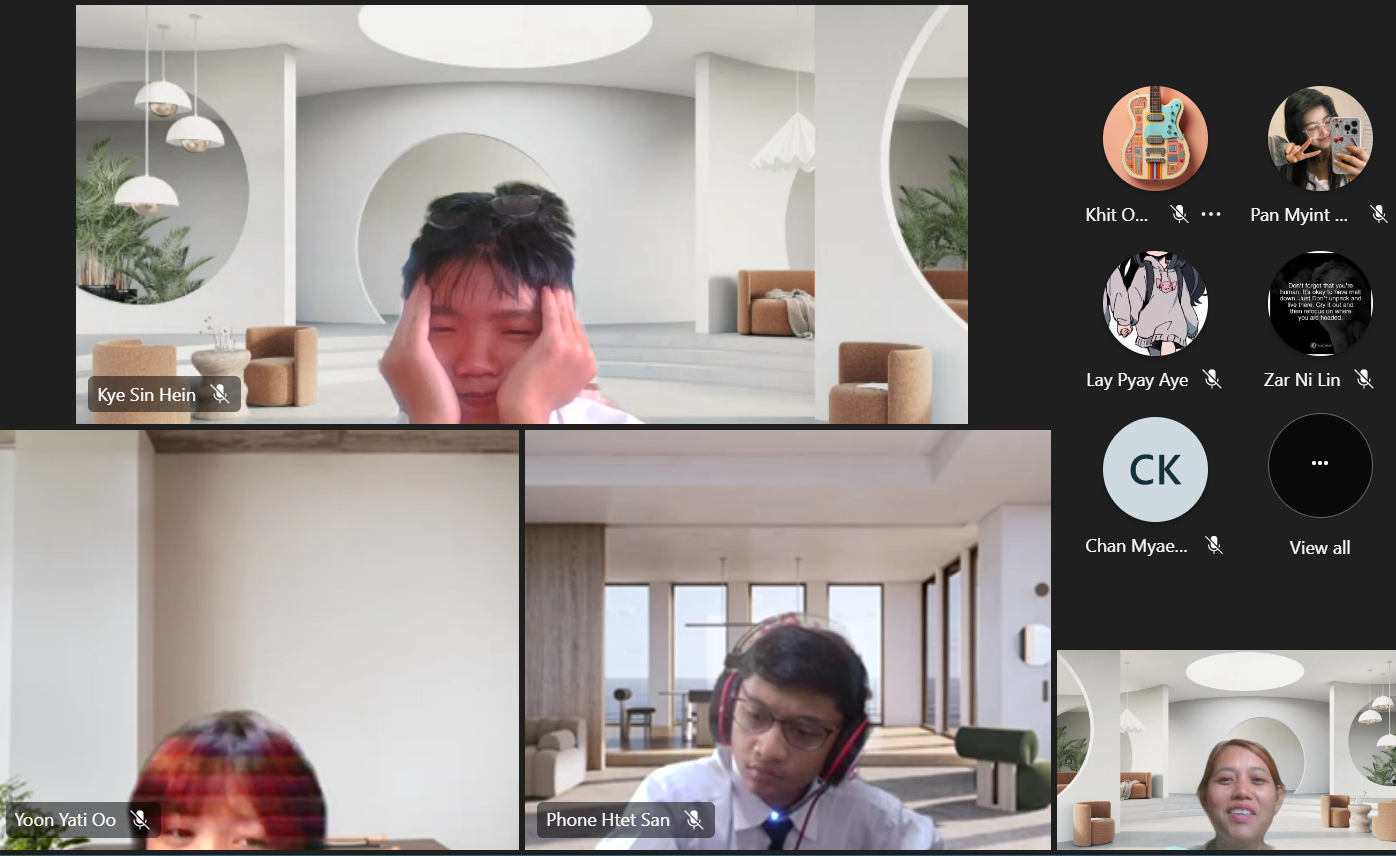 Kye Sin Hein
Yoon Yati Oo
Phone Htet San
Khit O...
Pan Myint ...
Lay Pyay Aye
Don't forget that you're
human. It's okay to have melt
down. Just Don't unpack and
live there. Cry it out and
then refocus on where
you are headed.
Zar Ni Lin
CK
Chan Myae...
View all